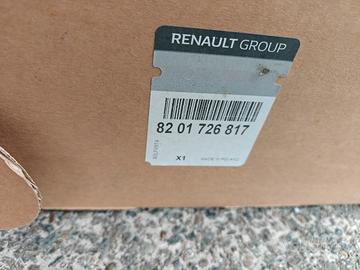 RENAULT GROUP
82 01 726 817
X1
MADE IN POLAND